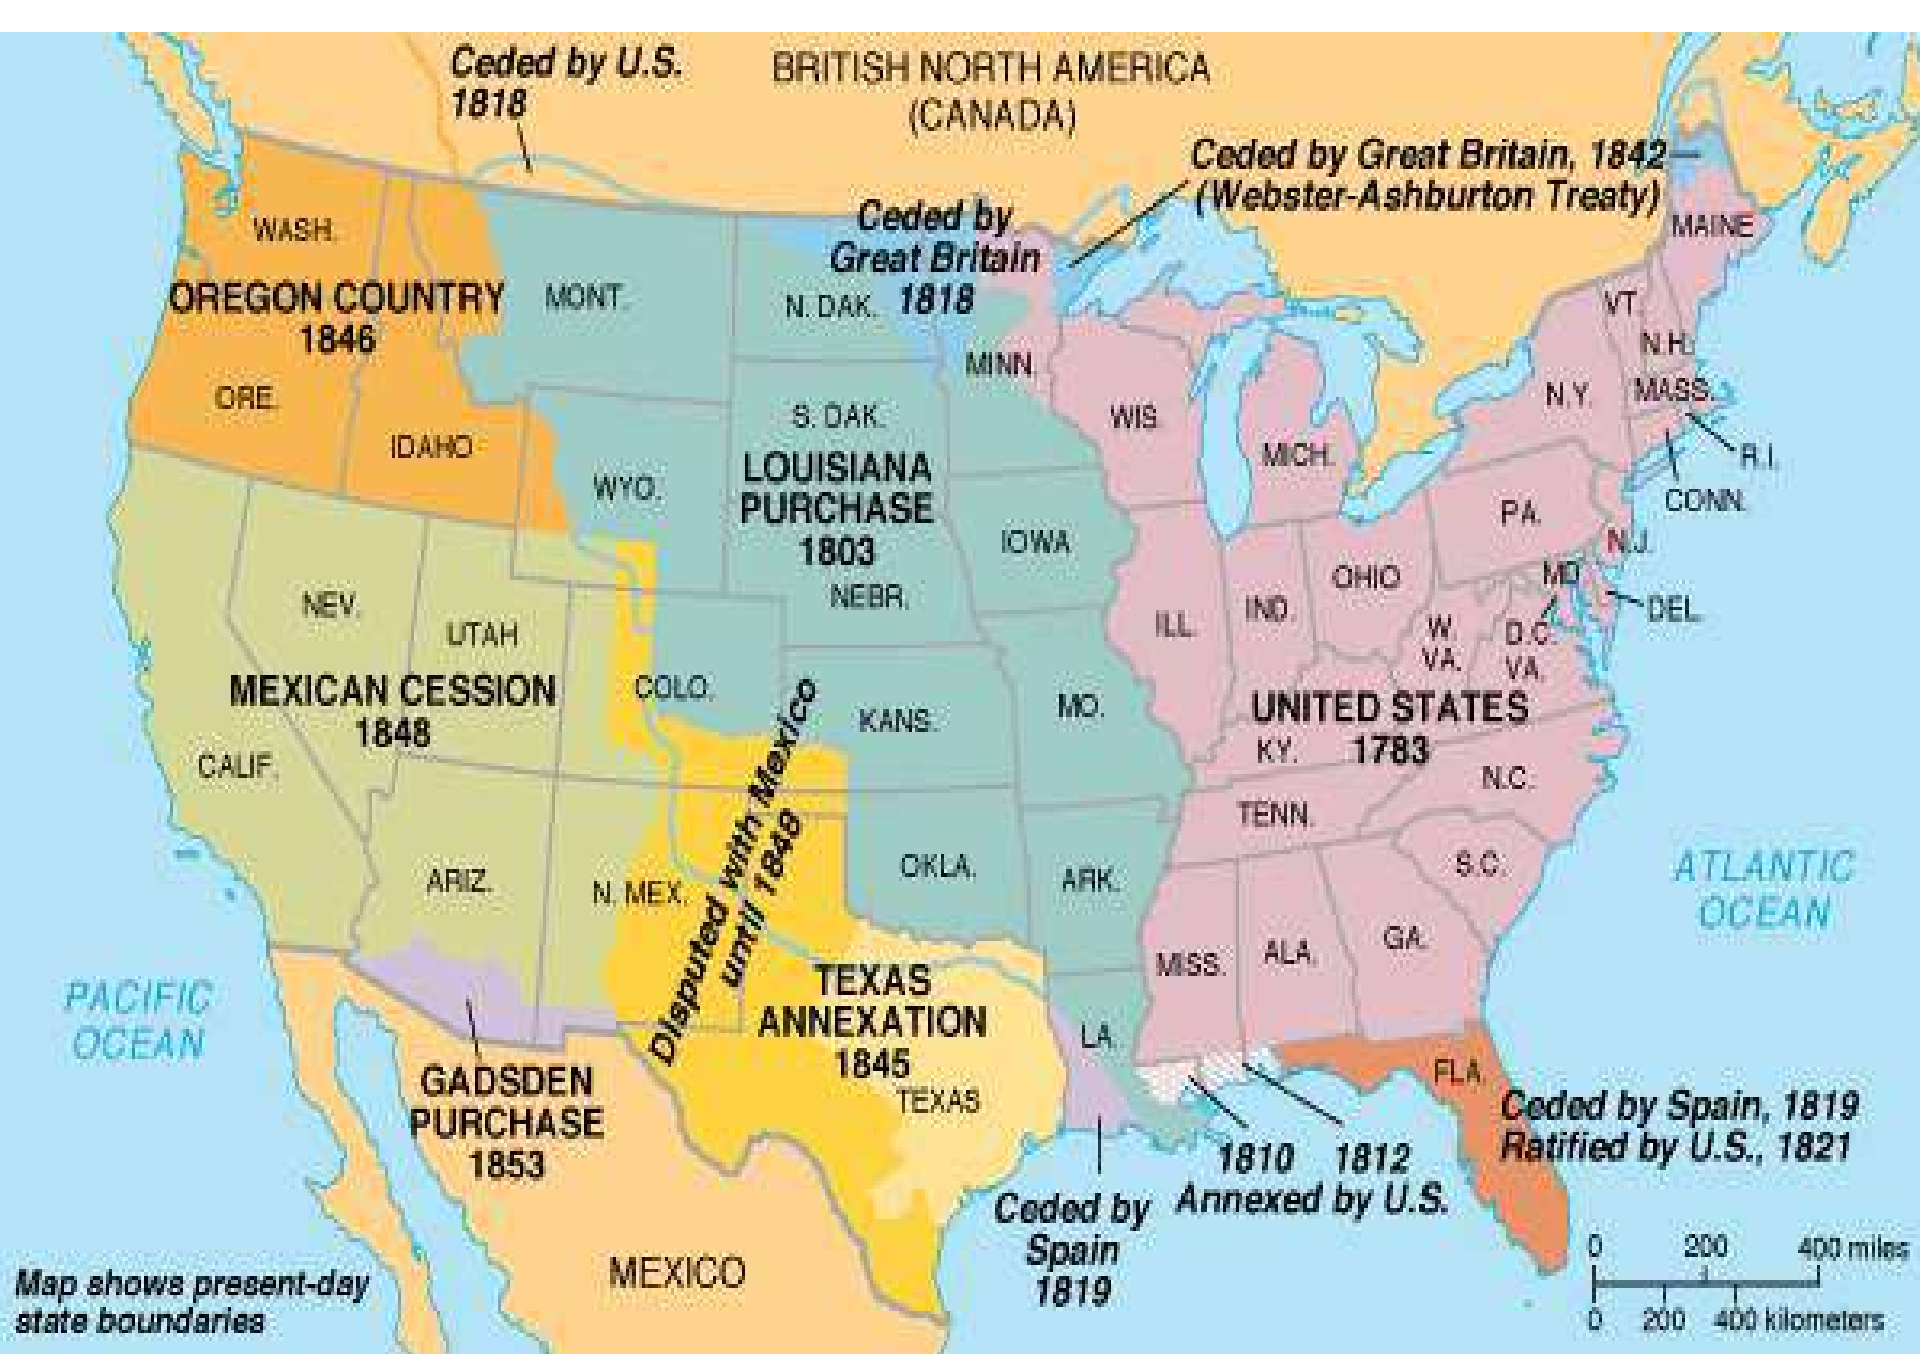 Ceded by U.S.
1818
BRITISH NORTH AMERICA
(CANADA)
Ceded by Great Britain, 1842
(Webster-Ashburton Treaty)
Ceded by
Great Britain
1818
WASH.
OREGON COUNTRY
1846
ORE.
IDAHO
MONT.
N. DAK.
MINN.
S. DAK.
WYO.
LOUISIANA
PURCHASE
1803
NEBR.
IOWA
WIS.
MICH.
MAINE
VT.
N.H.
MASS.
N.Y.
R.I.
CONN.
PA.
N.J.
MD.
DEL.
D.C.
W.
VA.
VA.
OHIO
IND.
ILL.
NEV.
UTAH
COLO.
MEXICAN CESSION
1848
CALIF.
KANS.
MO.
UNITED STATES
1783
KY.
N.C.
TENN.
S.C.
ARIZ.
N. MEX.
Disputed with Mexico
until 1848
OKLA.
ARK.
MISS.
ALA.
GA.
ATLANTIC
OCEAN
PACIFIC
OCEAN
TEXAS
ANNEXATION
1845
TEXAS
LA.
FLA.
GADSDEN
PURCHASE
1853
Ceded by Spain, 1819
Ratified by U.S., 1821
1810 1812
Annexed by U.S.
Ceded by
Spain
1819
MEXICO
Map shows present-day
state boundaries
0 200 400 miles
0 200 400 kilometers